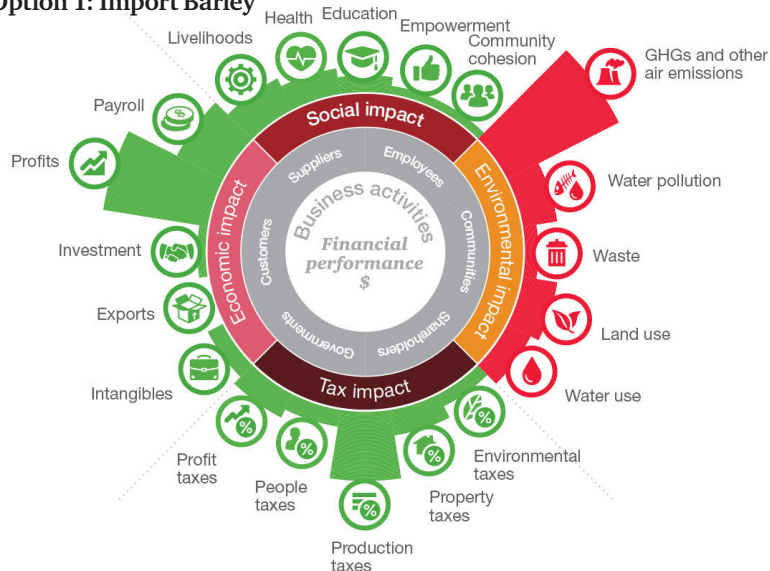 Option 1: Import Barley
Education
Health
Empowerment
Livelihoods
Community
cohesion
GHGs and other
air emissions
Payroll
Social impact
Profits
Suppliers
Employees
Water pollution
Business activities
Economic impact
Environmental impact
Investment
Customers
Financial
performance
$
Communities
Waste
Exports
Governments
Shareholders
Land use
Intangibles
Tax impact
Water use
%
%
%
%
%
Profit
taxes
People
taxes
Production
taxes
Property
taxes
Environmental
taxes